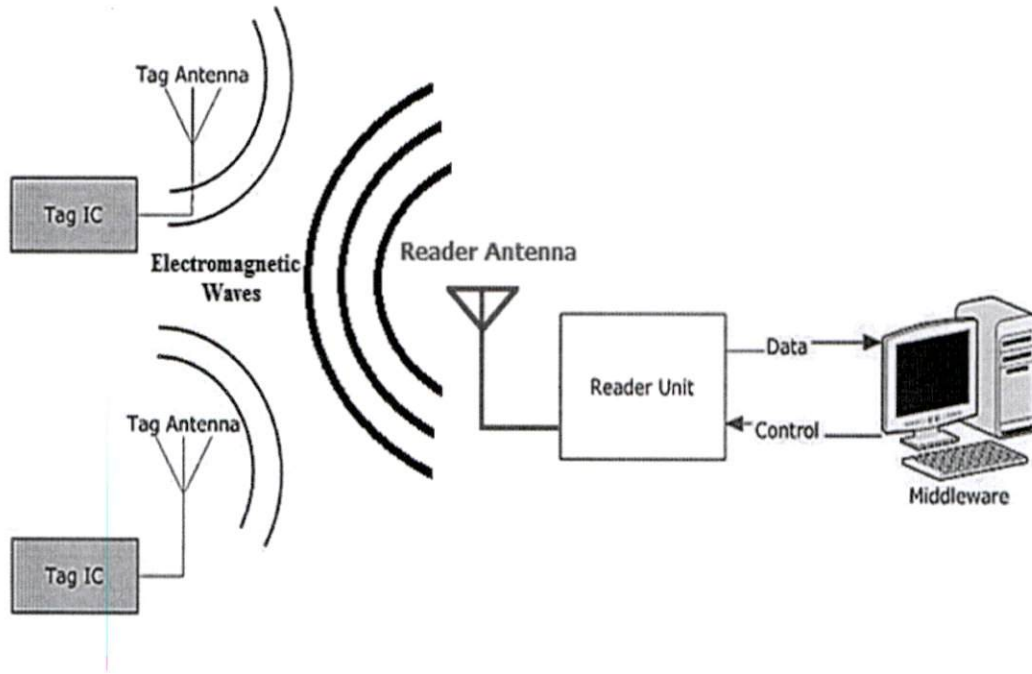 Tag Antenna
Tag IC
Electromagnetic
Waves
Reader Antenna
Reader Unit
Data
Control
Middleware
Tag Antenna
Tag IC